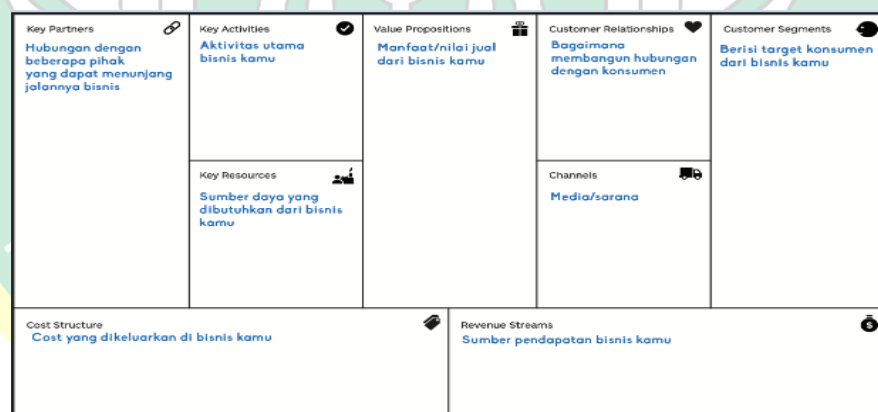 Key Partners
Hubungan dengan
beberapa pihak
yang dapat menunjang
jalannya bisnis
Key Activities
Aktivitas utama
bisnis kamu
Key Resources
Sumber daya yang
dibutuhkan dari bisnis
kamu
Value Propositions
Manfaat/nilai jual
dari bisnis kamu
Customer Relationships
Bagaimana
membangun hubungan
dengan konsumen
Channels
Media/sarana
Customer Segments
Berisi target konsumen
dari bisnis kamu
Cost Structure
Cost yang dikeluarkan di bisnis kamu
Revenue Streams
Sumber pendapatan bisnis kamu